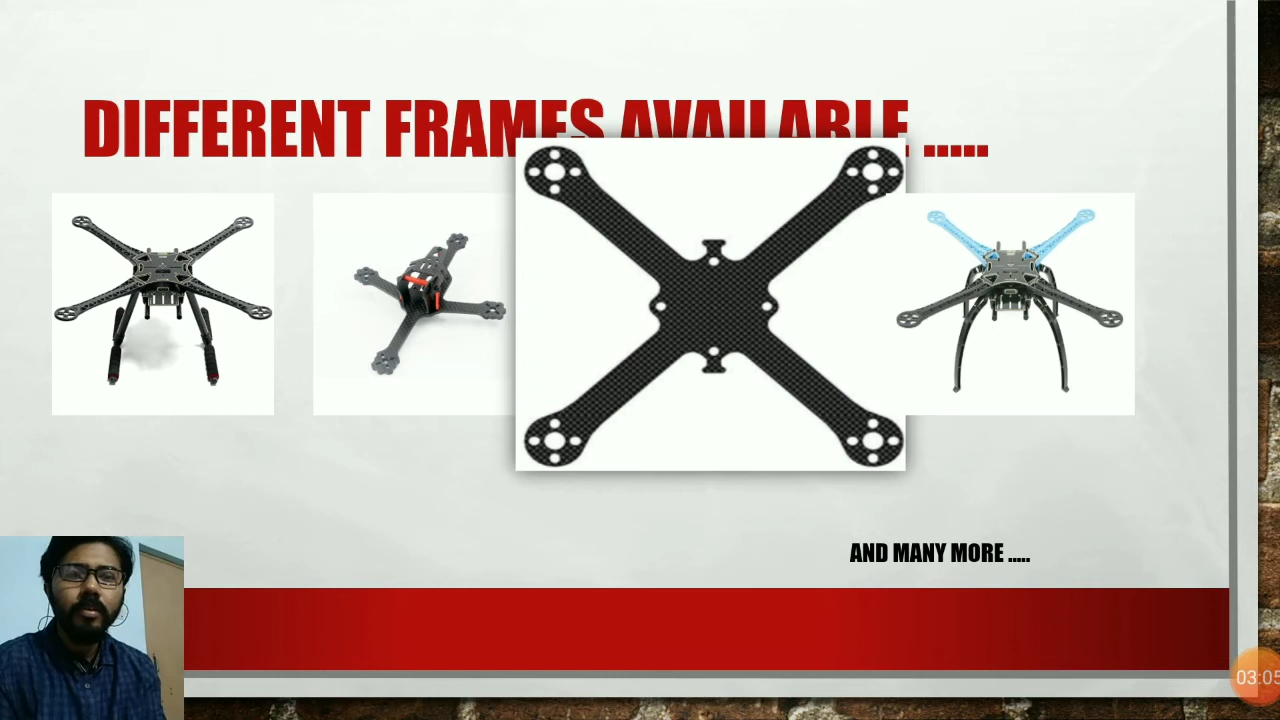 DIFFERENT FRAMES AVAILABLE .....
AND MANY MORE .....
03:05